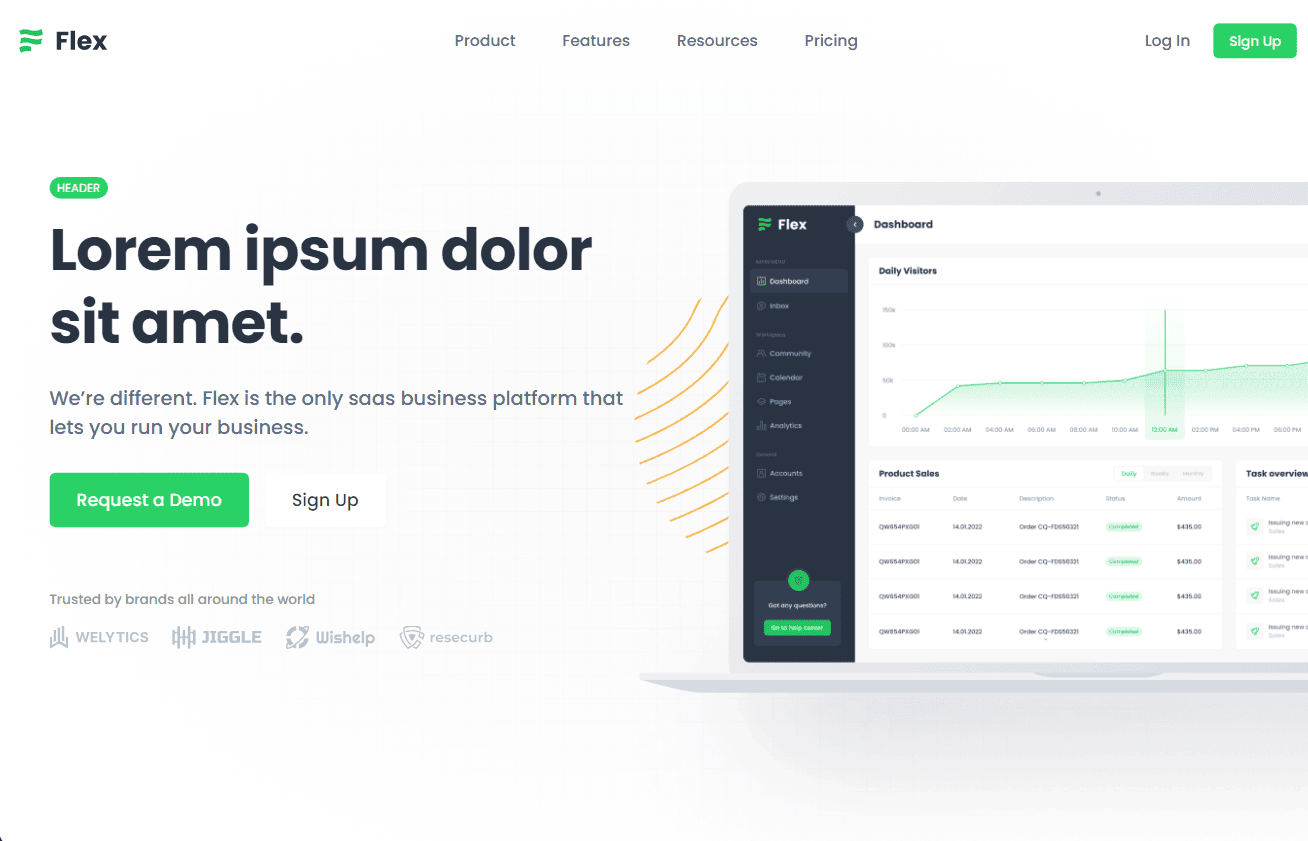 Flex
Product Features Resources Pricing
Log In Sign Up
HEADER
Lorem ipsum dolor
sit amet.
We’re different. Flex is the only saas business platform that
lets you run your business.
Request a Demo Sign Up
Trusted by brands all around the world
WELYTICS JIGGLE Wishelp resecurb
Flex
Dashboard
Inbox
Workspace
Community
Calendar
Pages
Analytics
General
Accounts
Settings
Got any questions?
Go to help center
Dashboard
Daily Visitors
150k
100k
50k
0
00:00 AM 02:00 AM 04:00 AM 06:00 AM 08:00 AM 10:00 AM 12:00 AM 02:00 PM 04:00 PM 06:00 PM
Product Sales Daily Weekly Monthly
Invoice Date Description Status Amount
QW654PXG01 14.01.2022 Order CQ-FDS50321 Completed $435.00
QW654PXG01 14.01.2022 Order CQ-FDS50321 Completed $435.00
QW654PXG01 14.01.2022 Order CQ-FDS50321 Completed $435.00
QW654PXG01 14.01.2022 Order CQ-FDS50321 Completed $435.00
Task overview
Task Name
Issuing new
Sales
Issuing new
Sales
Issuing new
Sales
Issuing new
Sales